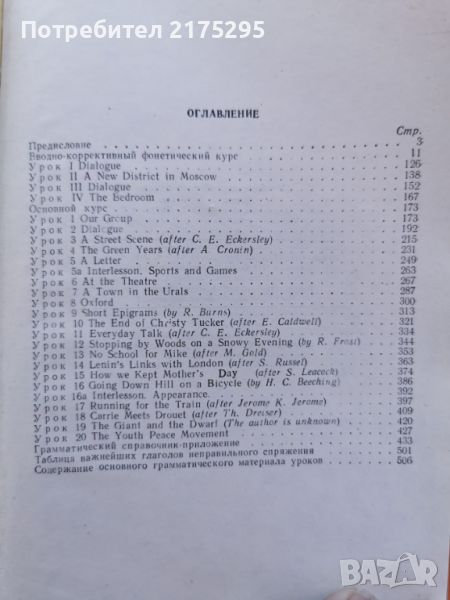 Потребител 2175295
ОГЛАВЛЕНИЕ
Стр.
Предисловие 3
Вводно-коррективный фонетический курс 11
Урок I Dialogue 126
Урок II A New District in Moscow 138
Урок III Dialogue 152
Урок IV The Bedroom 167
Основной курс 173
Урок 1 Our Group 173
Урок 2 Dialogue 192
Урок 3 A Street Scene (after C. E. Eckersley) 215
Урок 4 The Green Years (after A. Cronin) 231
Урок 5 A Letter 249
Урок 5a Interlesson. Sports and Games 263
Урок 6 At the Theatre 267
Урок 7 A Town in the Urals 287
Урок 8 Oxford 300
Урок 9 Short Epigrams (by R. Burns) 313
Урок 10 The End of Christy Tucker (after E. Caldwell) 321
Урок 11 Everyday Talk (after C. E. Eckersley) 334
Урок 12 Stopping by Woods on a Snowy Evening (by R. Frost) 344
Урок 13 No School for Mike (after M. Gold) 353
Урок 14 Lenin's Links with London (after S. Russel) 363
Урок 15 How we Kept Mother's Day (after S. Leacock) 374
Урок 16 Going Down Hill on a Bicycle (by H. C. Beeching) 386
Урок 16a Interlesson. Appearance. 392
Урок 17 Running for the Train (after Jerome K. Jerome) 397
Урок 18 Carrie Meets Drouet (after Th. Dreiser) 409
Урок 19 The Giant and the Dwarf (The author is unknown) 420
Урок 20 The Youth Peace Movement 427
Грамматический справочник-приложение 433
Таблица важнейших глаголов неправильного спряжения 501
Содержание основного грамматического материала уроков 506
BAZAR.bg